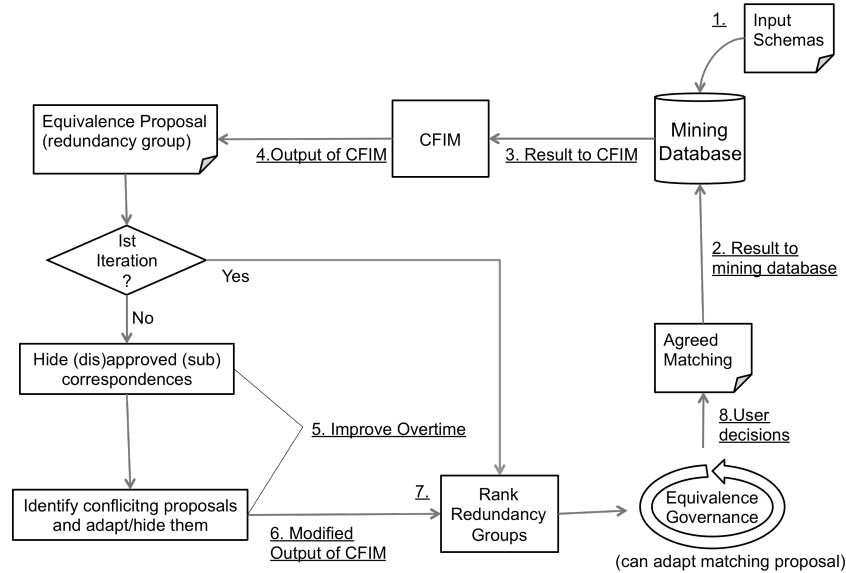 1.
Input
Schemas
Equivalence Proposal
(redundancy group)
4.Output of CFIM
CFIM
3. Result to CFIM
Mining
Database
Ist
Iteration
?
Yes
No
2. Result to
mining database
Hide (dis)approved (sub)
correspondences
Agreed
Matching
5. Improve Overtime
8.User
decisions
Identify conflicitng proposals
and adapt/hide them
6. Modified
Output of CFIM
7.
Rank
Redundancy
Groups
Equivalence
Governance
(can adapt matching proposal)